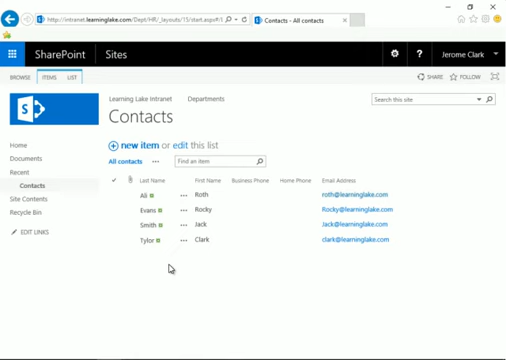 http://intranet.learninglake.com/Dept/HR/_layouts/15/start.aspx#/L
Contacts - All contacts
SharePoint
Sites
?
Jerome Clark
BROWSE
ITEMS
LIST
SHARE
FOLLOW
Learning Lake Intranet
Departments
Contacts
Search this site
S
new item or edit this list
All contacts
...
Find an item
Home
Documents
Recent
Contacts
Site Contents
Recycle Bin
EDIT LINKS
Last Name First Name Business Phone Home Phone Email Address
Ali ... Roth roth@learninglake.com
Evans ... Rocky Rocky@learninglake.com
Smith ... Jack Jack@learninglake.com
Tylor ... Clark clark@learninglake.com